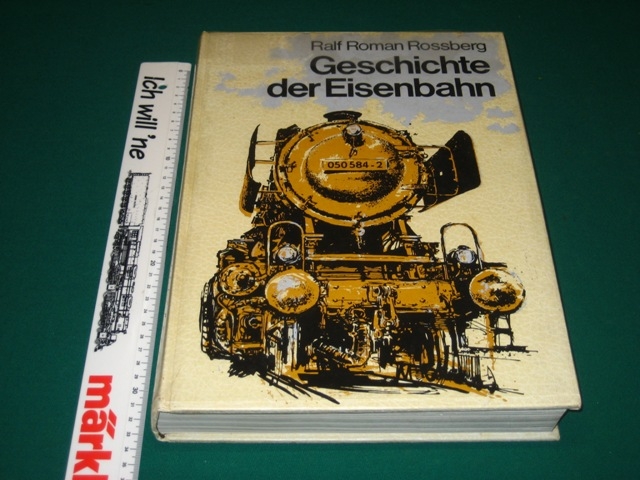 Ralf Roman Rossberg
Geschichte
der Eisenbahn
050 584-2
Ich will 'ne
märkl